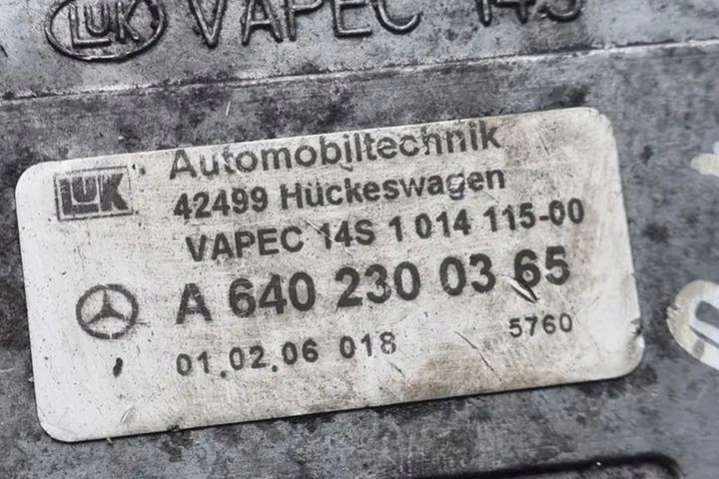 LUK VAPEC 14S
LUK Automobiltechnik
42499 Hückeswagen
VAPEC 14S 1 014 115-00
A 640 230 03 65
01.02.06 018 5760